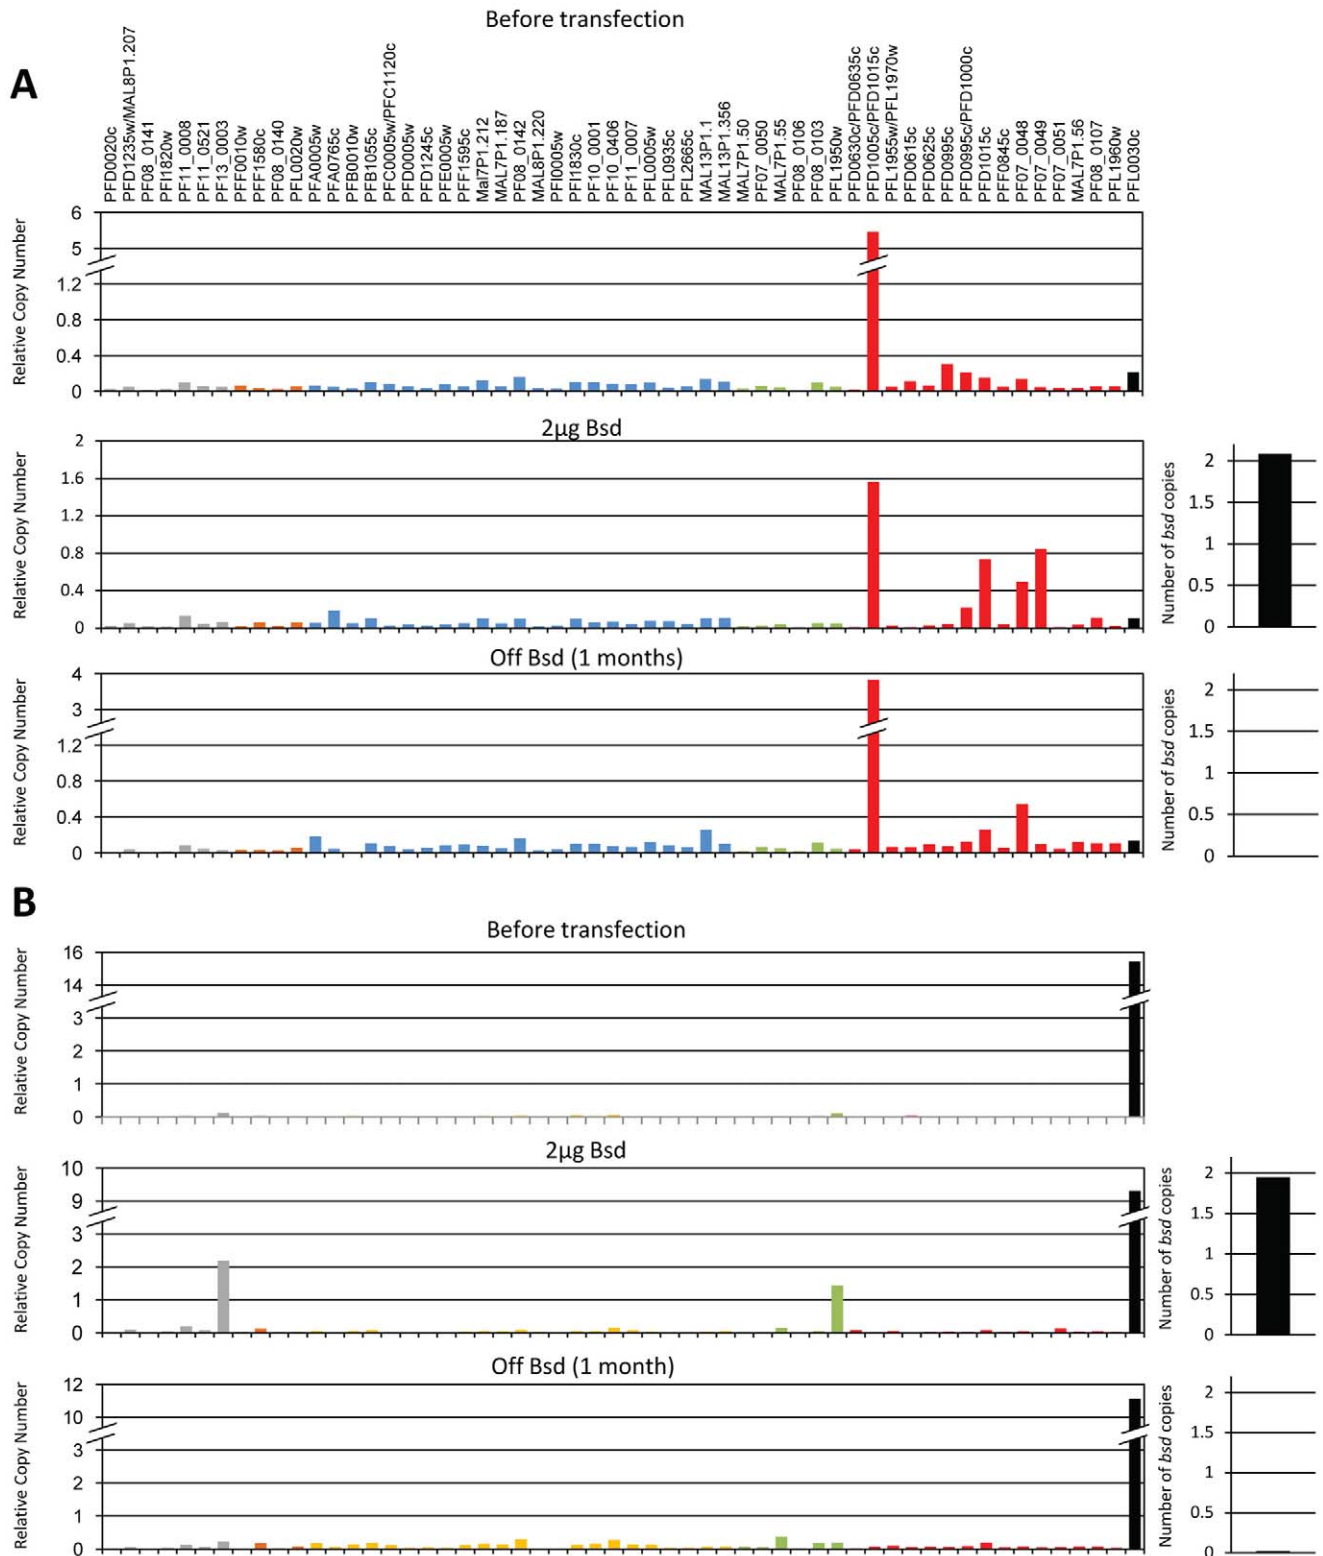 Before transfection
A
PFD0020c
PFD1235w/MAL8P1.207
PF08_0141
PFI1820w
PF11_0008
PF11_0521
PF13_0003
PFF0010w
PFF1580c
PF08_0140
PFL0020w
PFA0005w
PFA0765c
PFB0010w
PFB1055c
PFC0005w/PFC1120c
PFD0005w
PFD1245c
PFE0005w
PFF1595c
Mal7P1.212
MAL7P1.187
PF08_0142
MAL8P1.220
PFI0005w
PFI1830c
PF10_0001
PF10_0406
PF11_0007
PFL0005w
PFL0935c
PFL2665c
MAL13P1.1
MAL13P1.356
MAL7P1.50
PF07_0050
MAL7P1.55
PF08_0106
PF08_0103
PFL1950w
PFD0630c/PFD0635c
PFD1005c/PFD1015c
PFL1955w/PFL1970w
PFD0615c
PFD0625c
PFD0995c
PFD0995c/PFD1000c
PFD1015c
PFF0845c
PF07_0048
PF07_0049
PF07_0051
MAL7P1.56
PF08_0107
PFL1960w
PFL0030c
Relative Copy Number
6
5
1.2
0.8
0.4
0
2µg Bsd
Relative Copy Number
2
1.6
1.2
0.8
0.4
0
Number of bsd copies
2
1.5
1
0.5
0
Off Bsd (1 months)
Relative Copy Number
4
3
1.2
0.8
0.4
0
Number of bsd copies
2
1.5
1
0.5
0
B
Before transfection
Relative Copy Number
16
14
3
2
1
0
2µg Bsd
Relative Copy Number
10
9
3
2
1
0
Number of bsd copies
2
1.5
1
0.5
0
Off Bsd (1 month)
Relative Copy Number
12
10
3
2
1
0
Number of bsd copies
2
1.5
1
0.5
0